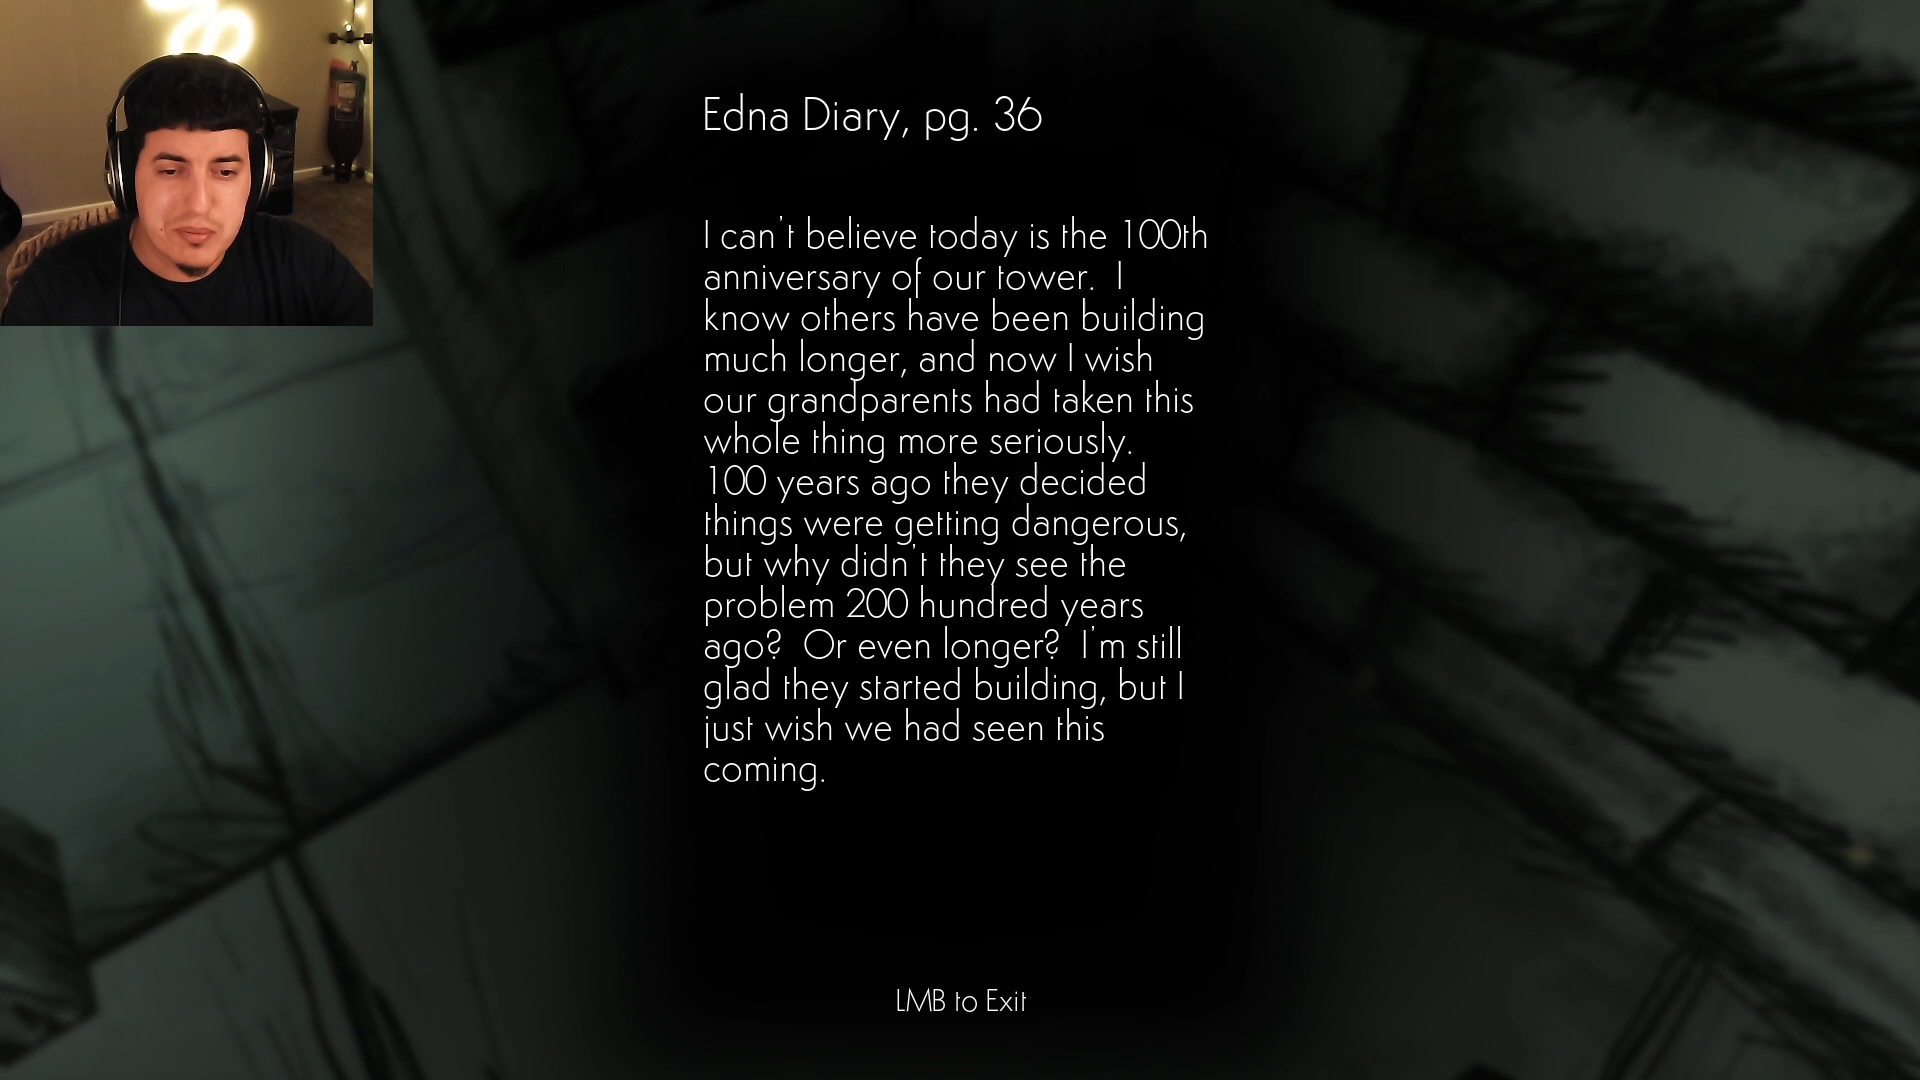 Edna Diary, pg. 36
I can't believe today is the 100th
anniversary of our tower.  I
know others have been building
much longer, and now I wish
our grandparents had taken this
whole thing more seriously.
100 years ago they decided
things were getting dangerous,
but why didn't they see the
problem 200 hundred years
ago?  Or even longer?  I'm still
glad they started building, but I
just wish we had seen this
coming.
LMB to Exit